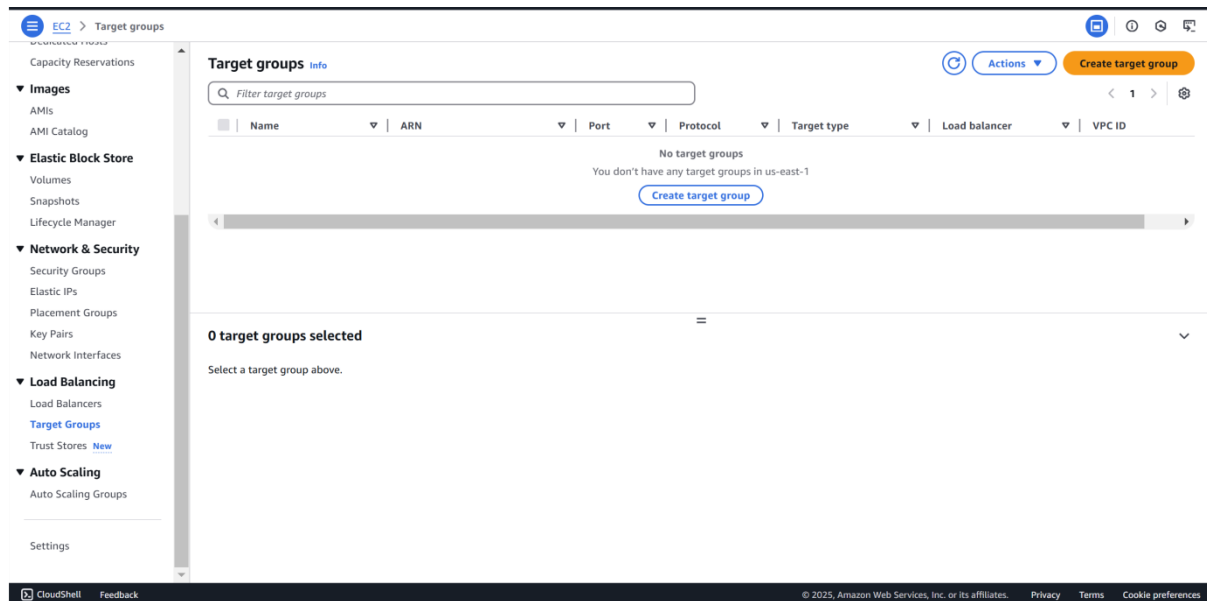 EC2 > Target groups
Dedicated Hosts
Capacity Reservations
Images
AMIs
AMI Catalog
Elastic Block Store
Volumes
Snapshots
Lifecycle Manager
Network & Security
Security Groups
Elastic IPs
Placement Groups
Key Pairs
Network Interfaces
Load Balancing
Load Balancers
Target Groups
Trust Stores New
Auto Scaling
Auto Scaling Groups
Settings
Target groups Info
Actions
Create target group
Filter target groups
1
Name ARN Port Protocol Target type Load balancer VPC ID
No target groups
You don't have any target groups in us-east-1
Create target group
0 target groups selected
Select a target group above.
CloudShell Feedback © 2025, Amazon Web Services, Inc. or its affiliates. Privacy Terms Cookie preferences